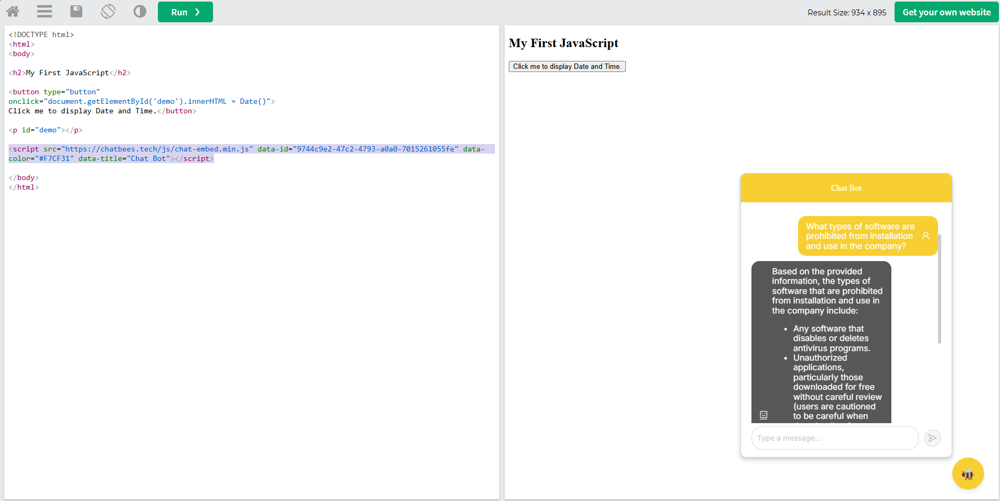 Run ❯
Result Size: 934 x 895
Get your own website
<!DOCTYPE html>
<html>
<body>
<h2>My First JavaScript</h2>
<button type="button"
onclick="document.getElementById('demo').innerHTML = Date()">
Click me to display Date and Time.</button>
<p id="demo"></p>
<script src="https://chatbees.tech/js/chat-embed.min.js" data-id="9744c9e2-47c2-4793-a0a0-7015261055fe" data-
color="#F7CF31" data-title="Chat Bot"></script>
</body>
</html>
My First JavaScript
Click me to display Date and Time.
Chat Bot
What types of software are
prohibited from installation
and use in the company?
Based on the provided
information, the types of
software that are prohibited
from installation and use in
the company include:
• Any software that
disables or deletes
antivirus programs.
• Unauthorized
applications,
particularly those
downloaded for free
without careful review
(users are cautioned
to be careful when
Type a message...